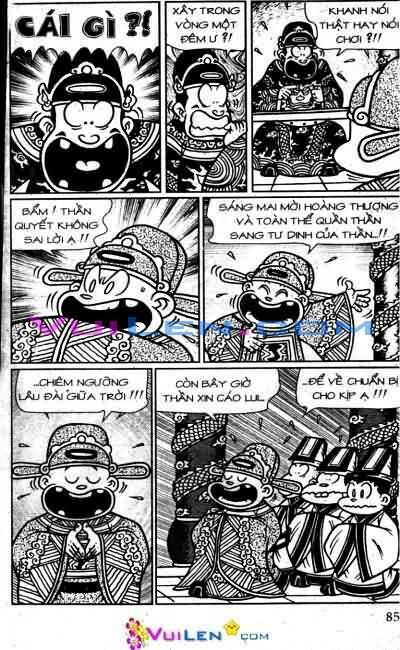 CÁI GÌ ?!
XÂY TRONG
VÒNG MỘT
ĐÊM Ư ?!
KHANH NÓI
THẬT HAY NÓI
CHƠI ?!!
BẨM ! THẦN
QUYẾT KHÔNG
SAI LỜI Ạ !!
SÁNG MAI MỜI HOÀNG THƯỢNG
VÀ TOÀN THỂ QUẦN THẦN
SANG TƯ DINH CỦA THẦN...!!
VUILEN.COM
...CHIÊM NGƯỠNG
LÂU ĐÀI GIỮA TRỜI !!!
CÒN BÂY GIỜ
THẦN XIN CÁO LUI...
...ĐỂ VỀ CHUẨN BỊ
CHO KỊP Ạ !!
85
VUILEN.COM